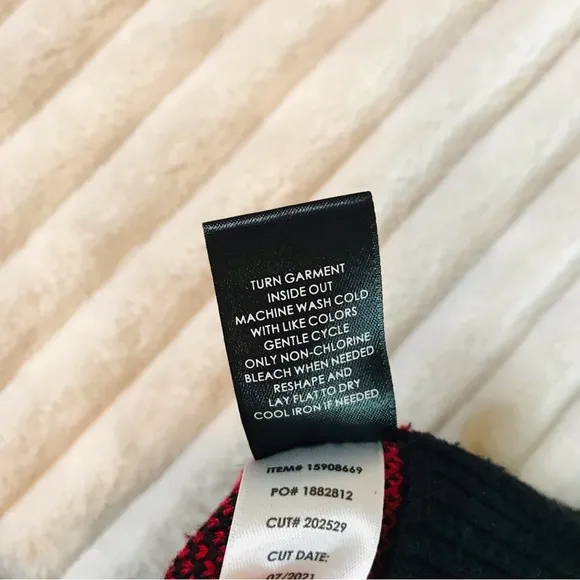 TURN GARMENT
INSIDE OUT
MACHINE WASH COLD
WITH LIKE COLORS
GENTLE CYCLE
ONLY NON-CHLORINE
BLEACH WHEN NEEDED
RESHAPE AND
LAY FLAT TO DRY
COOL IRON IF NEEDED
ITEM# 15908669
PO# 1882812
CUT# 202529
CUT DATE:
07/2021